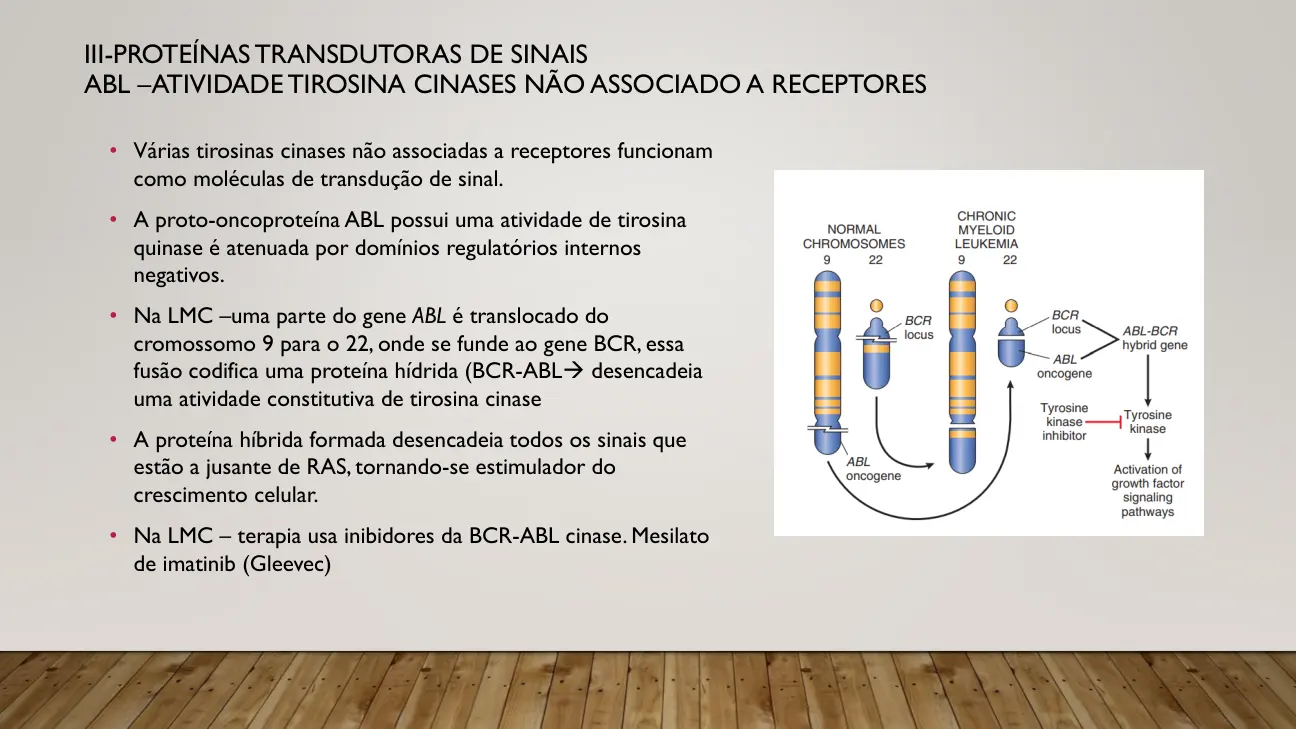 III-PROTEÍNAS TRANSDUTORAS DE SINAIS
ABL –ATIVIDADE TIROSINA CINASES NÃO ASSOCIADO A RECEPTORES
• Várias tirosinas cinases não associadas a receptores funcionam
como moléculas de transdução de sinal.
• A proto-oncoproteína ABL possui uma atividade de tirosina
quinase é atenuada por domínios regulatórios internos
negativos.
• Na LMC –uma parte do gene ABL é translocado do
cromossomo 9 para o 22, onde se funde ao gene BCR, essa
fusão codifica uma proteína hídrida (BCR-ABL→ desencadeia
uma atividade constitutiva de tirosina cinase
• A proteína híbrida formada desencadeia todos os sinais que
estão a jusante de RAS, tornando-se estimulador do
crescimento celular.
• Na LMC – terapia usa inibidores da BCR-ABL cinase. Mesilato
de imatinib (Gleevec)
NORMAL
CHROMOSOMES
9 22
CHRONIC
MYELOID
LEUKEMIA
9 22
BCR
locus
ABL
oncogene
BCR
locus
ABL
oncogene
ABL-BCR
hybrid gene
Tyrosine
kinase
inhibitor
Tyrosine
kinase
Activation of
growth factor
signaling
pathways